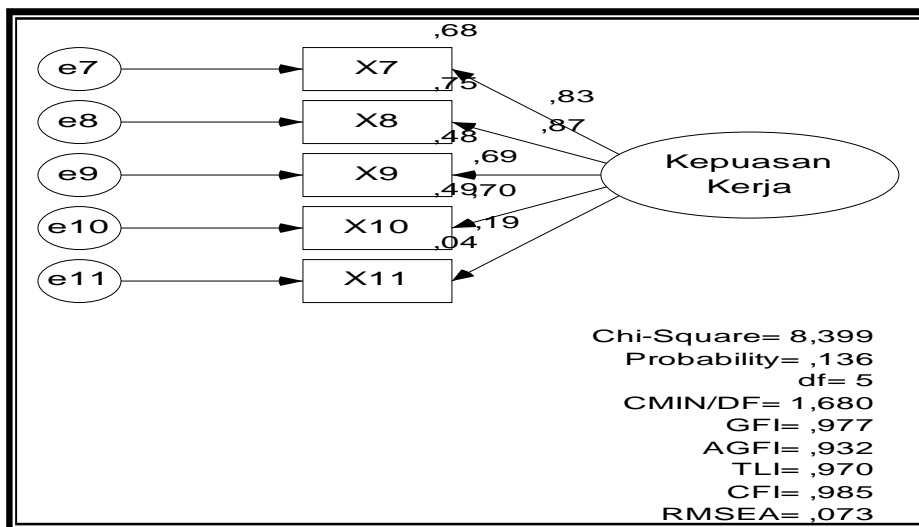 ,68
e7
X7
,75
,83
e8
X8
,87
,48
e9
X9
,69
Kepuasan
Kerja
,49
,70
e10
X10
,19
,04
e11
X11
Chi-Square= 8,399
Probability= ,136
df= 5
CMIN/DF= 1,680
GFI= ,977
AGFI= ,932
TLI= ,970
CFI= ,985
RMSEA= ,073